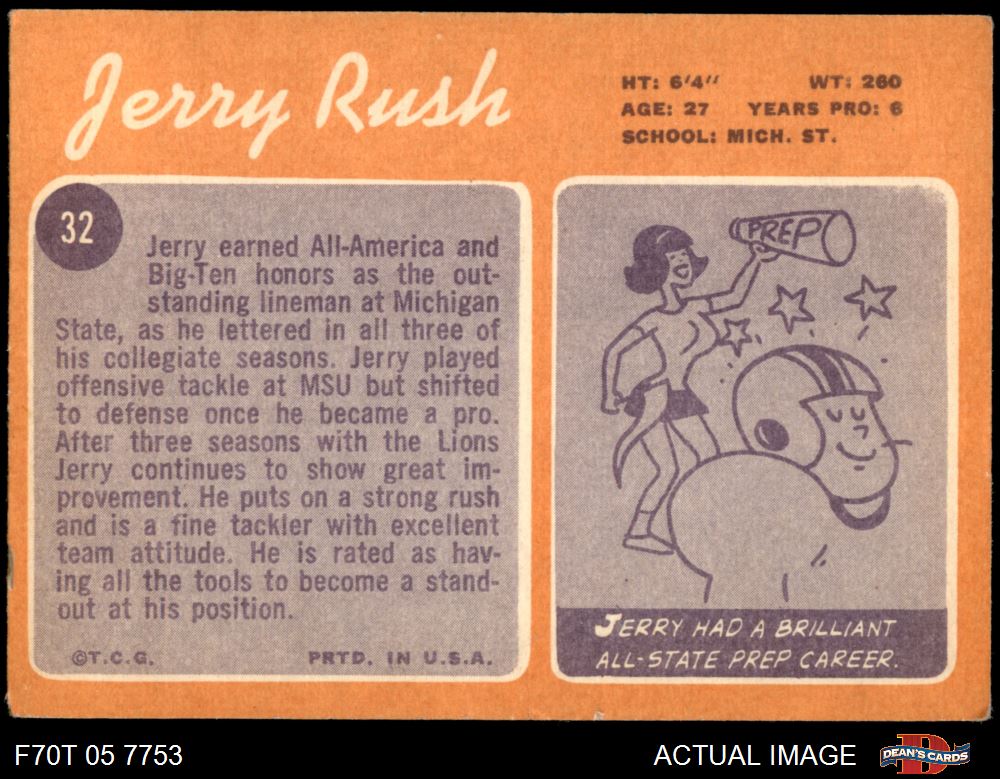 Jerry Rush
HT: 6'4" WT: 260
AGE: 27 YEARS PRO: 6
SCHOOL: MICH. ST.
32
Jerry earned All-America and
Big-Ten honors as the out-
standing lineman at Michigan
State, as he lettered in all three of
his collegiate seasons. Jerry played
offensive tackle at MSU but shifted
to defense once he became a pro.
After three seasons with the Lions
Jerry continues to show great im-
provement. He puts on a strong rush
and is a fine tackler with excellent
team attitude. He is rated as hav-
ing all the tools to become a stand-
out at his position.
©T.C.G. PRTD. IN U.S.A.
PREP
JERRY HAD A BRILLIANT
ALL-STATE PREP CAREER.
F70T 05 7753 ACTUAL IMAGE
D
DEAN'S CARDS